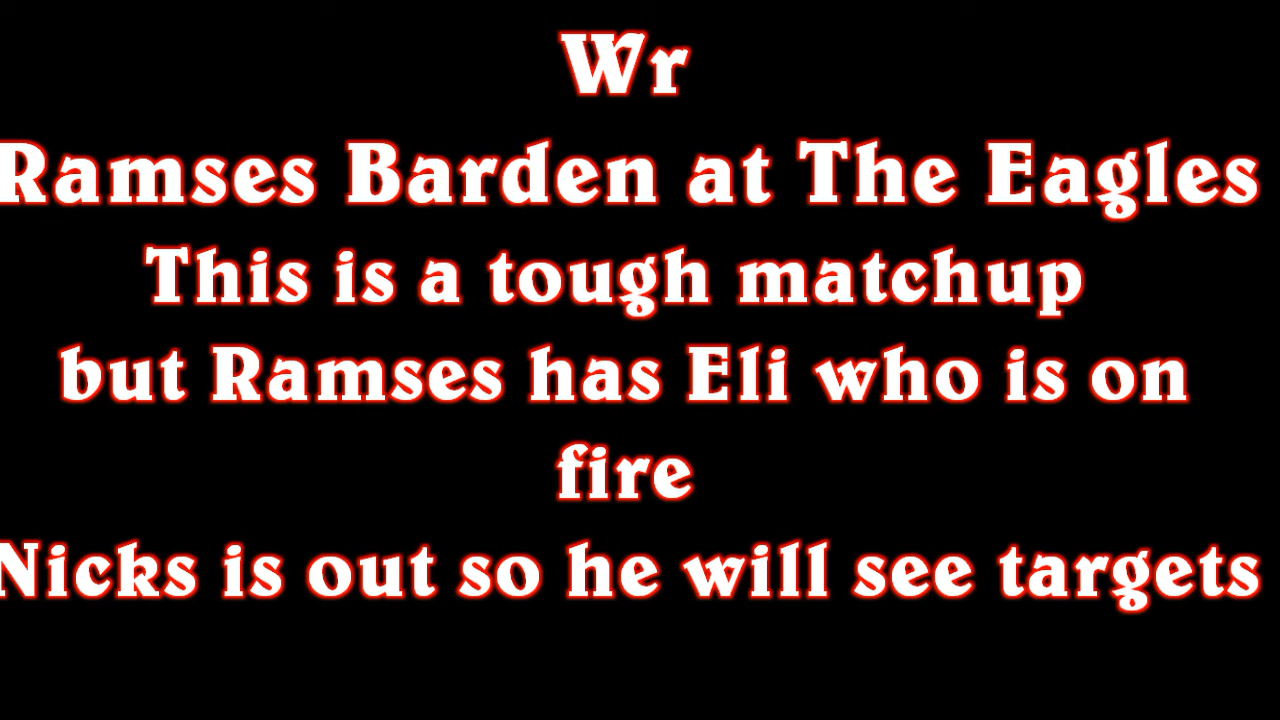 Wr
Ramses Barden at The Eagles
This is a tough matchup
but Ramses has Eli who is on
fire
Nicks is out so he will see targets